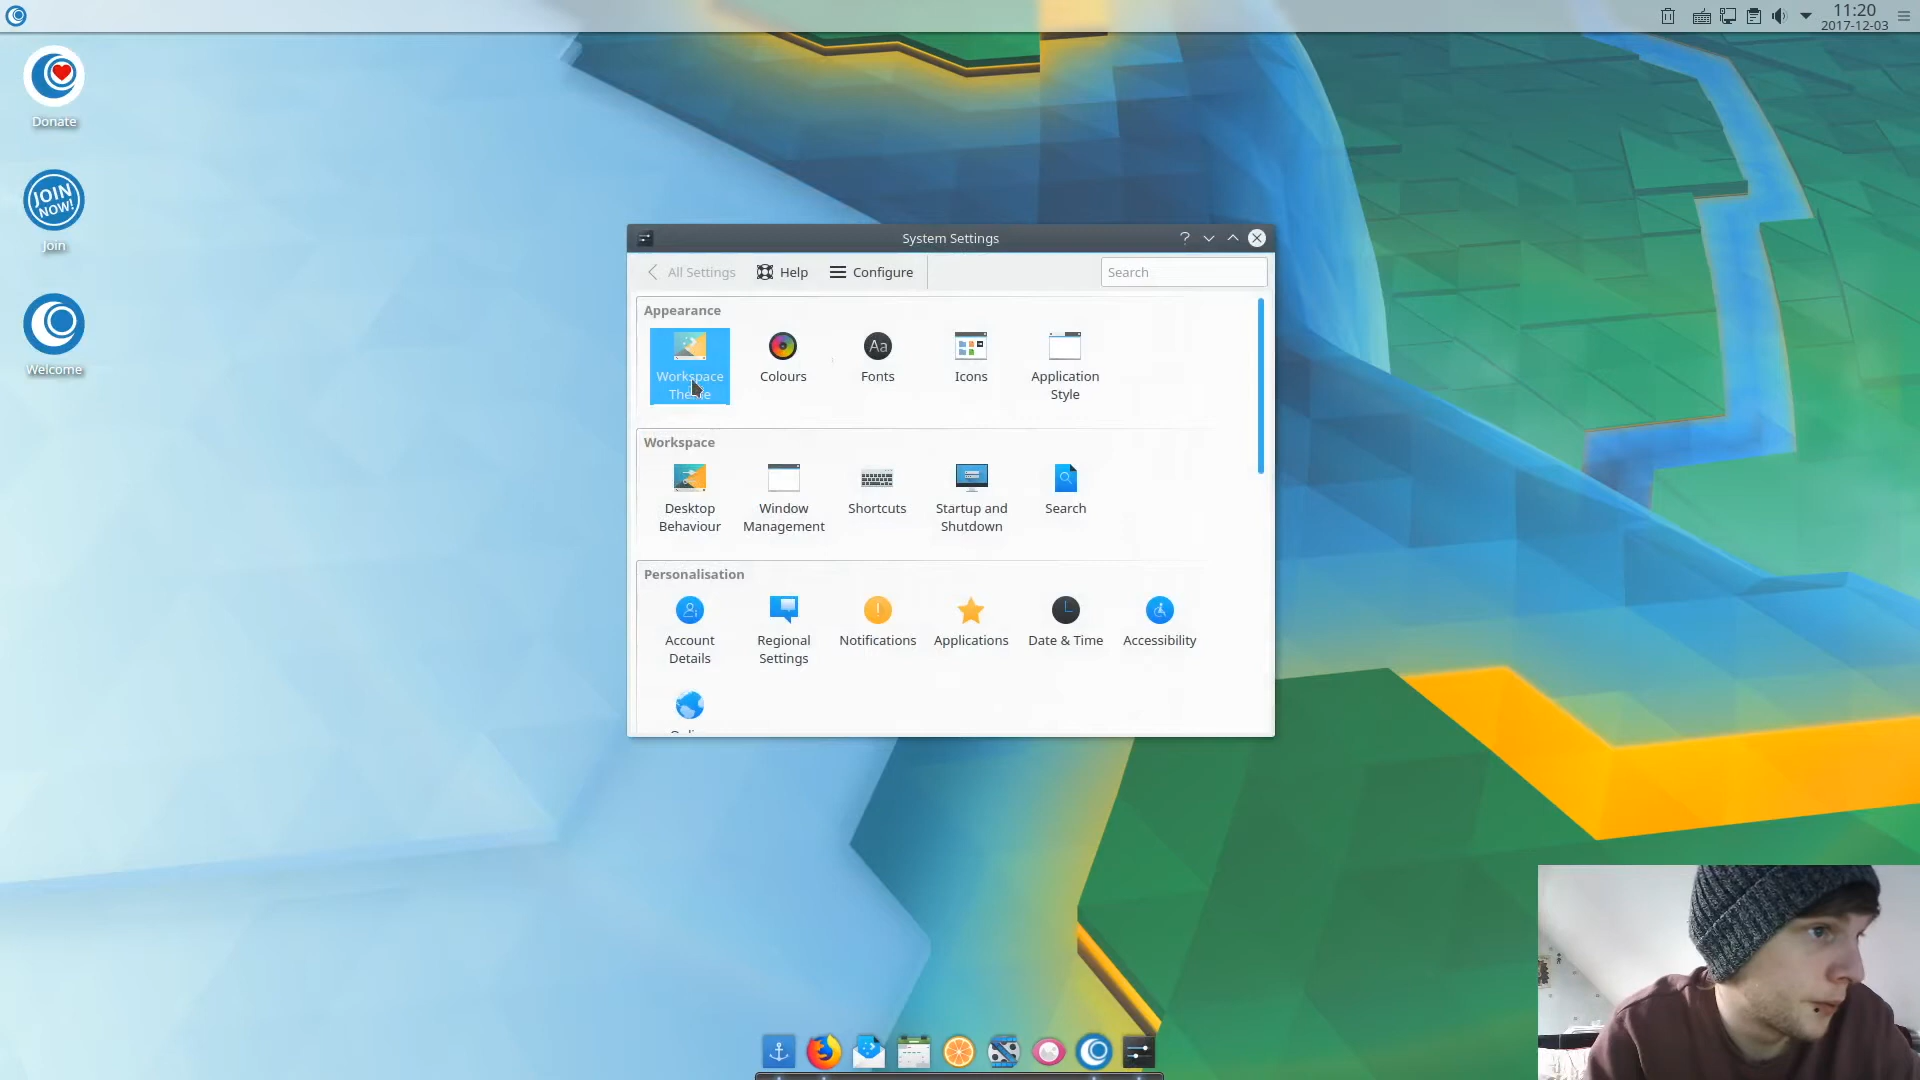 11:20
2017-12-03
Donate
JOIN
NOW!
Join
Welcome
System Settings
?
All Settings
Help
Configure
Search
Appearance
Workspace
Theme
Colours
Aa
Fonts
Icons
Application
Style
Workspace
Desktop
Behaviour
Window
Management
Shortcuts
Startup and
Shutdown
Search
Personalisation
Account
Details
Regional
Settings
Notifications
Applications
Date & Time
Accessibility